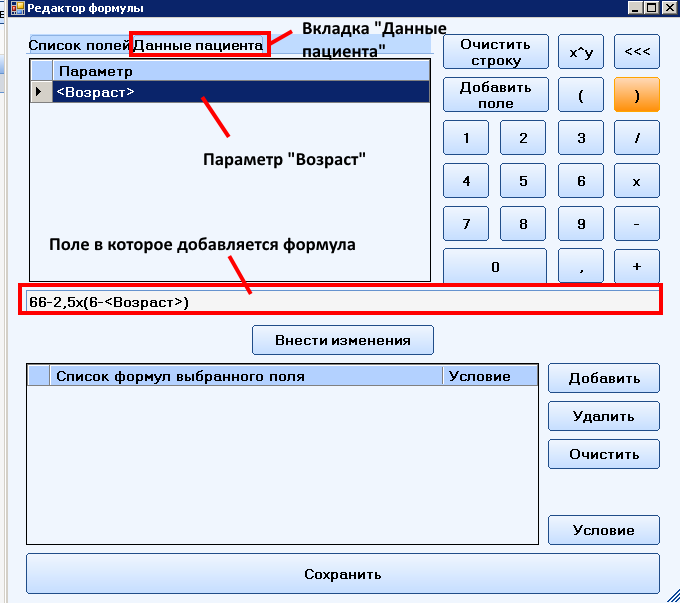 Редактор формулы
Вкладка "Данные
пациента"
Список полей Данные пациента
Параметр
<Возраст>
Параметр "Возраст"
Поле в которое добавляется формула
Очистить
строку
x^y
<<<
Добавить
поле
(
)
1
2
3
/
4
5
6
x
7
8
9
-
0
,
+
66-2,5x(6-<Возраст>)
Внести изменения
Список формул выбранного поля
Условие
Добавить
Удалить
Очистить
Условие
Сохранить